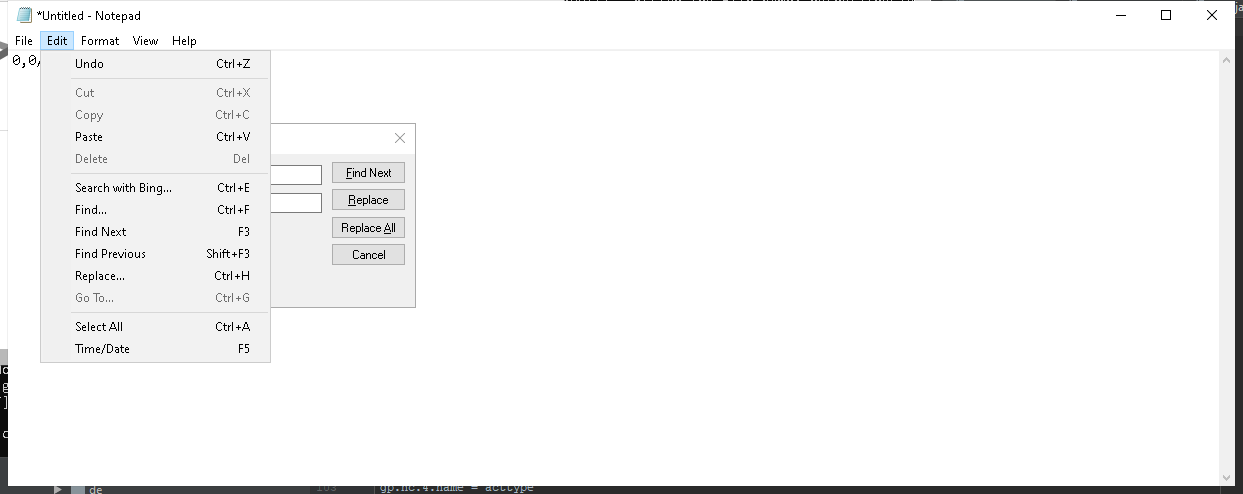 *Untitled - Notepad
File Edit Format View Help
0,0,
Undo Ctrl+Z
Cut Ctrl+X
Copy Ctrl+C
Paste Ctrl+V
Delete Del
Search with Bing... Ctrl+E
Find... Ctrl+F
Find Next F3
Find Previous Shift+F3
Replace... Ctrl+H
Go To... Ctrl+G
Select All Ctrl+A
Time/Date F5
Find Next
Replace
Replace All
Cancel
de